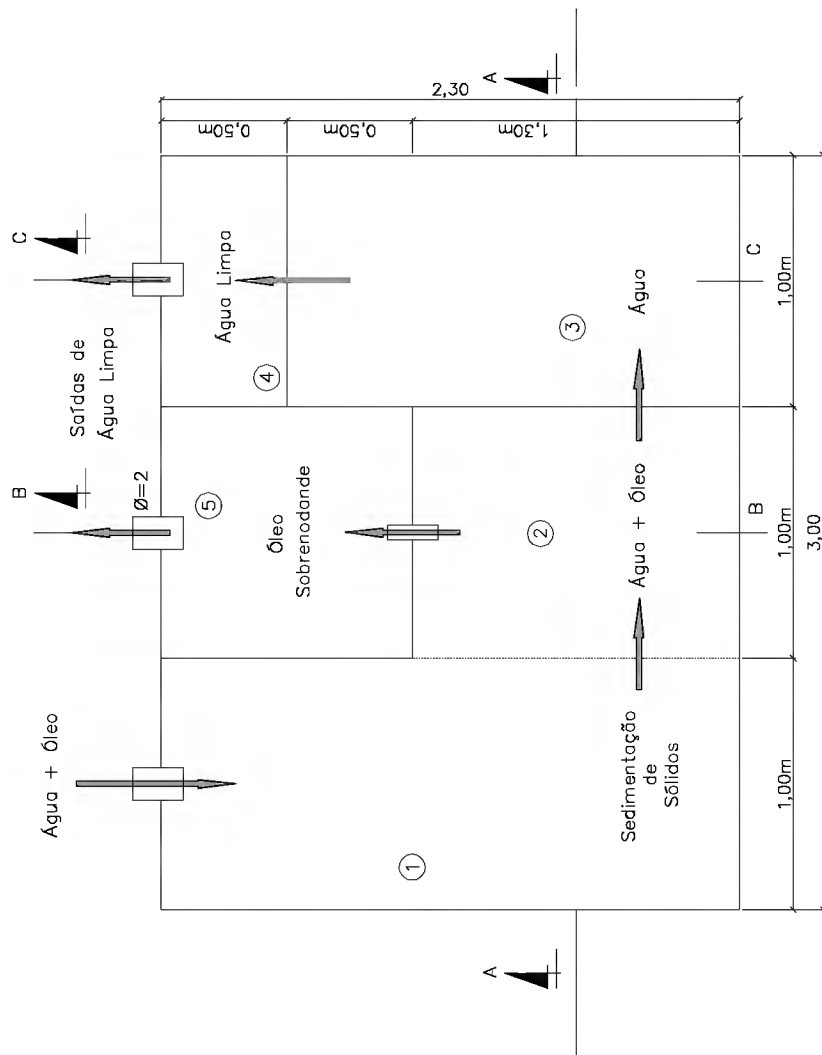 Água + Óleo
Saídas de
Água Limpa
B
C
Ø=2
A
A
1
Sedimentação
de
Sólidos
5
Óleo
Sobrenodande
2
Água + Óleo
4
Água Limpa
3
Água
B
C
0,50m
0,50m
1,30m
2,30
1,00m
1,00m
1,00m
3,00